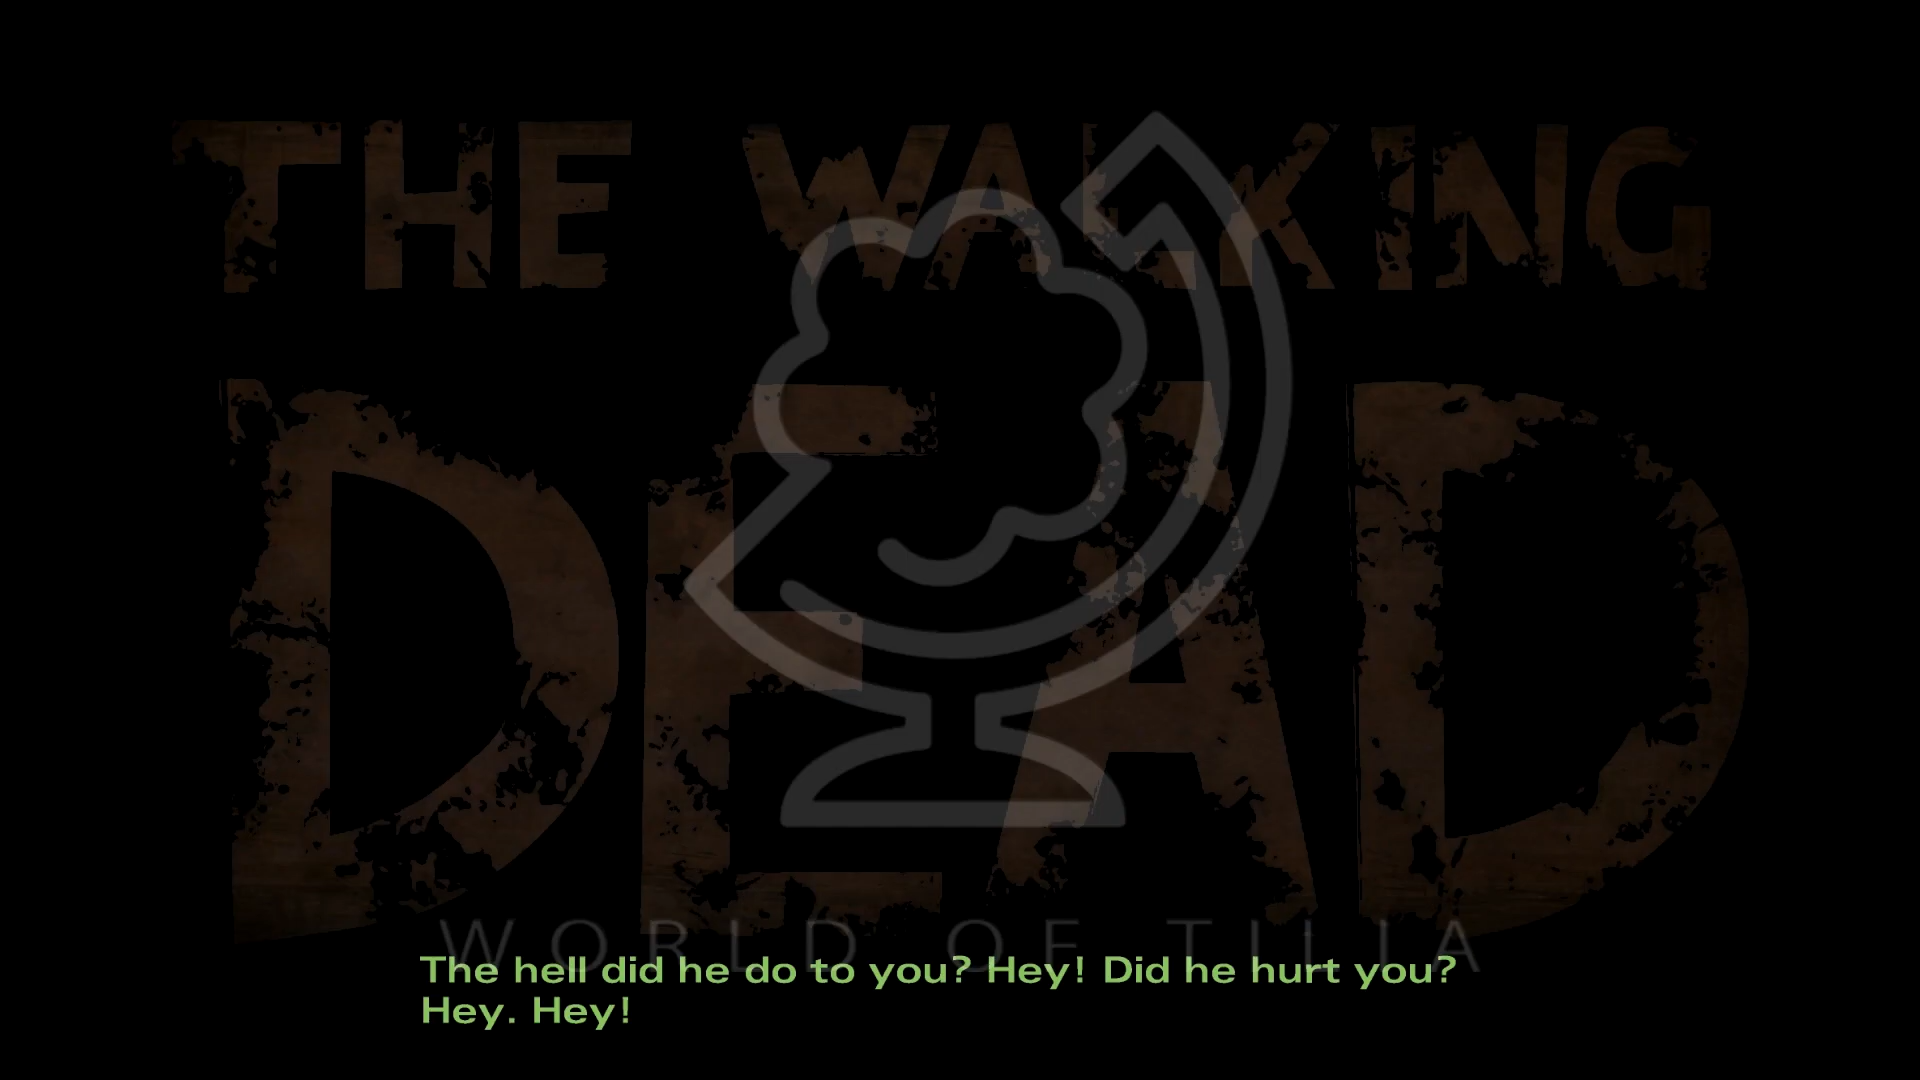 THE WALKING
DEAD
WORLD OF TILIA
The hell did he do to you? Hey! Did he hurt you?
Hey. Hey!